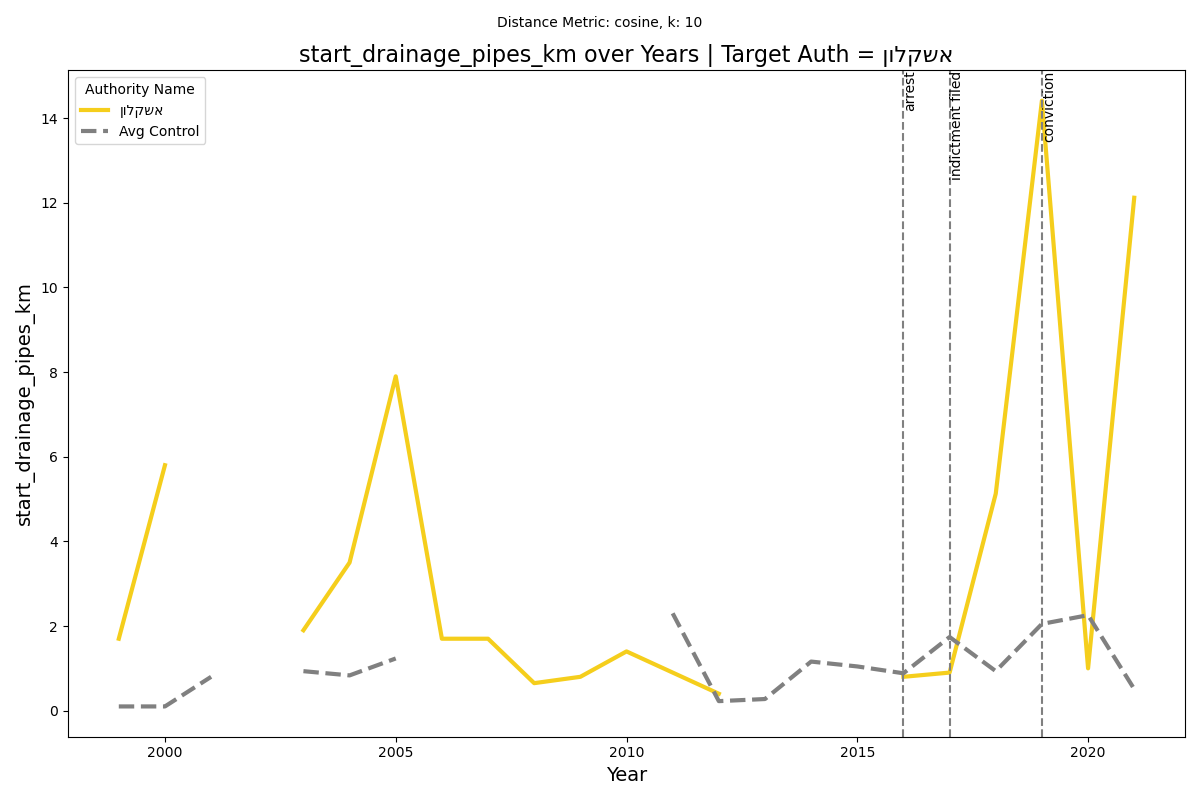 Distance Metric: cosine, k: 10
start_drainage_pipes_km over Years | Target Auth = אשקלון
Authority Name
אשקלון
Avg Control
arrest
indictment filed
conviction
start_drainage_pipes_km
14
12
10
8
6
4
2
0
2000
2005
2010
2015
2020
Year